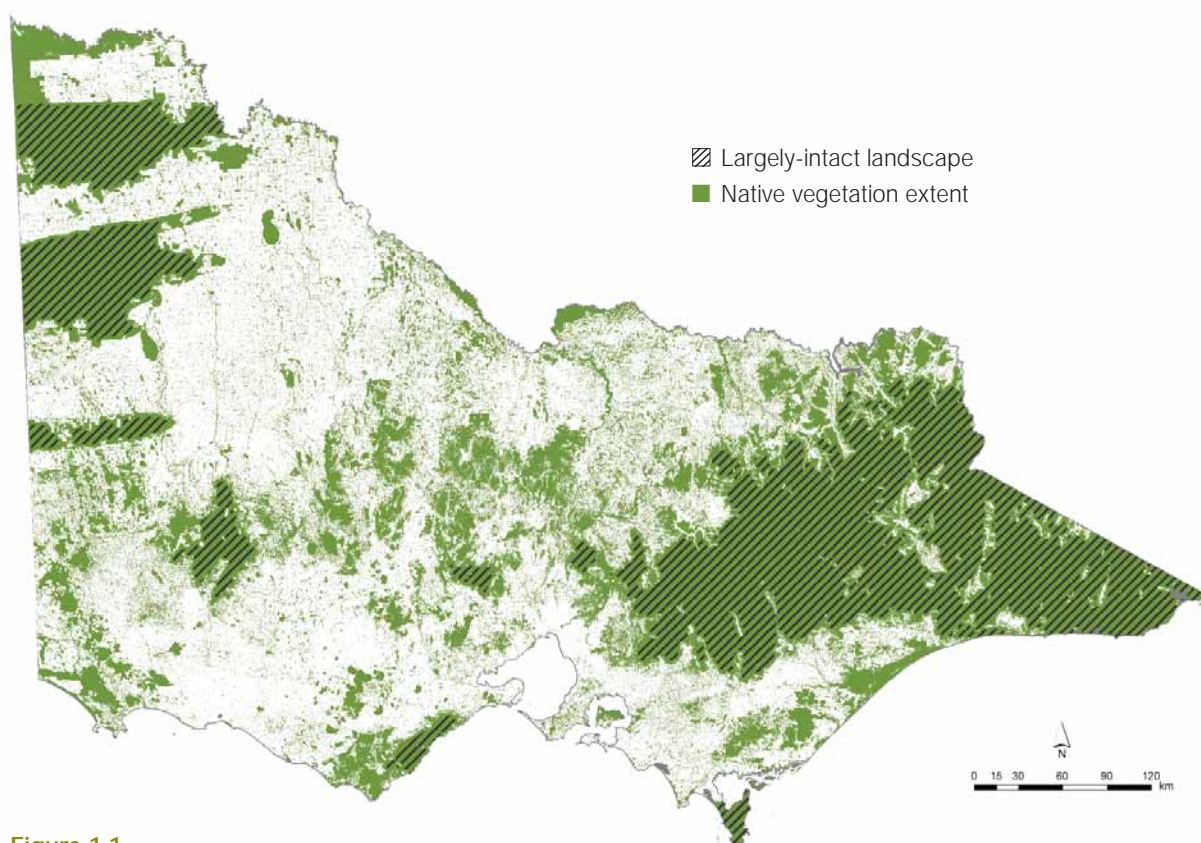 Largely-intact landscape
Native vegetation extent
N
0 15 30 60 90 120
km
Figure 1.1